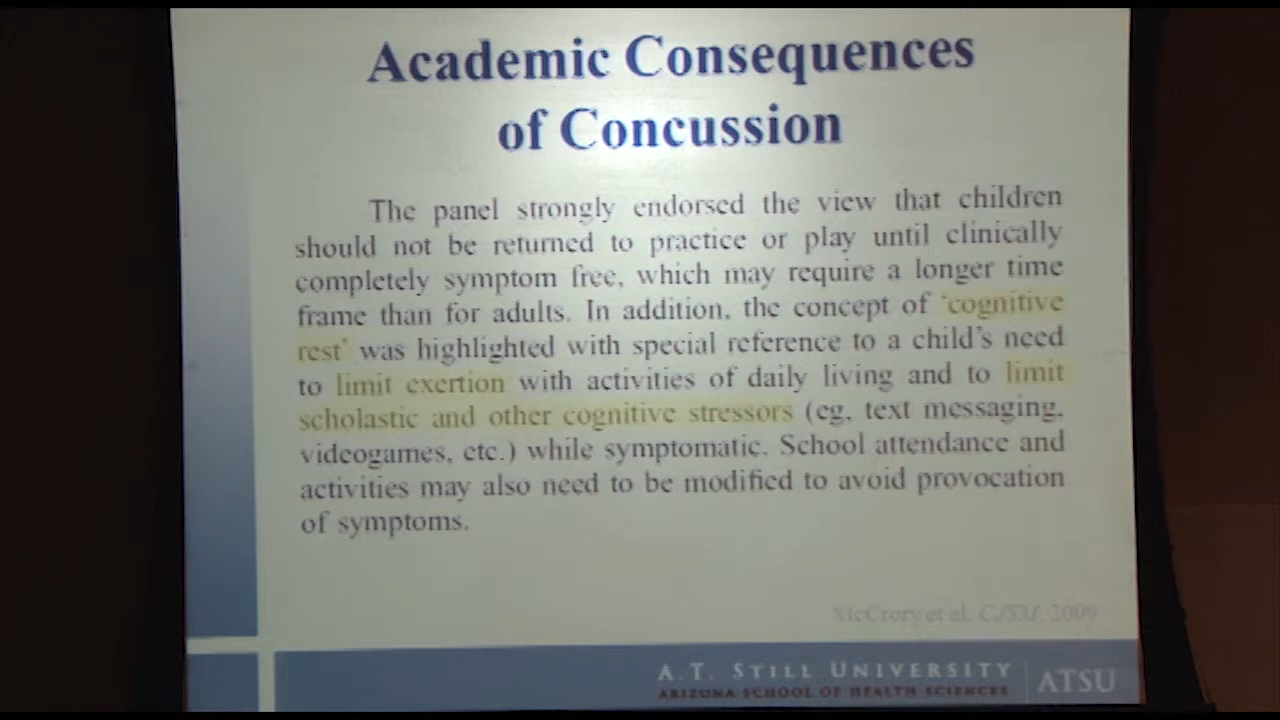 Academic Consequences
of Concussion
The panel strongly endorsed the view that children
should not be returned to practice or play until clinically
completely symptom free, which may require a longer time
frame than for adults. In addition, the concept of ‘cognitive
rest’ was highlighted with special reference to a child’s need
to limit exertion with activities of daily living and to limit
scholastic and other cognitive stressors (eg, text messaging,
videogames, etc.) while symptomatic. School attendance and
activities may also need to be modified to avoid provocation
of symptoms.
McCrory et al. 2009
A.T. STILL UNIVERSITY
ARIZONA SCHOOL OF HEALTH SCIENCES
ATSU